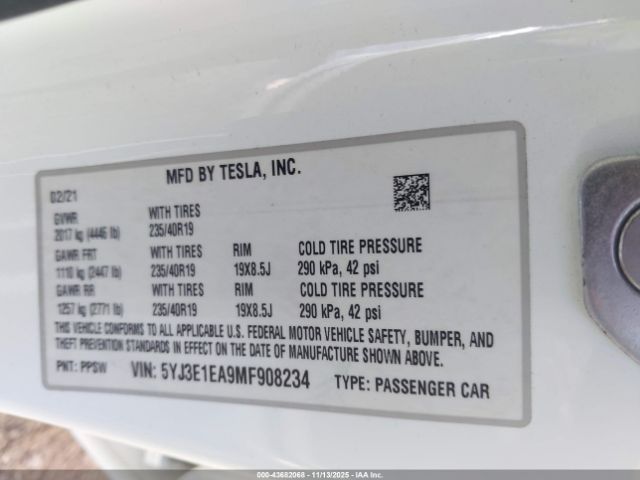 MFD BY TESLA, INC.
02/21
GVWR WITH TIRES
2017 kg (4446 lb) 235/40R19
GAWR FRT WITH TIRES RIM COLD TIRE PRESSURE
1110 kg (2447 lb) 235/40R19 19X8.5J 290 kPa, 42 psi
GAWR RR WITH TIRES RIM COLD TIRE PRESSURE
1257 kg (2771 lb) 235/40R19 19X8.5J 290 kPa, 42 psi
THIS VEHICLE CONFORMS TO ALL APPLICABLE U.S. FEDERAL MOTOR VEHICLE SAFETY, BUMPER, AND
THEFT PREVENTION STANDARDS IN EFFECT ON THE DATE OF MANUFACTURE SHOWN ABOVE.
PNT: PPSW VIN: 5YJ3E1EA9MF908234 TYPE: PASSENGER CAR
000-43682068 - 11/13/2025 - IAAI.COM